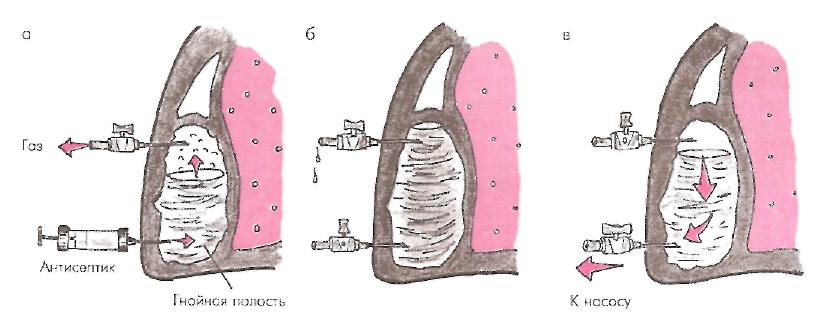 а
б
в
Газ
Антисептик
Гнойная полость
К насосу